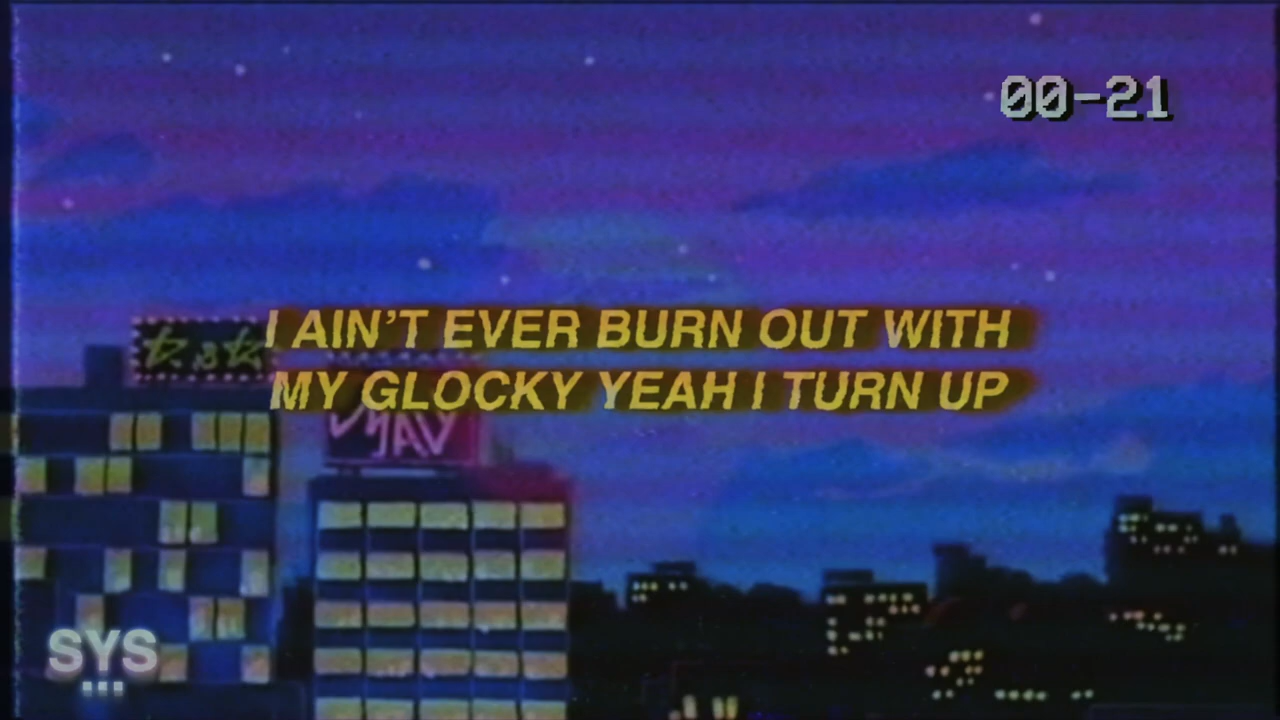 00-21
I AIN'T EVER BURN OUT WITH
MY GLOCKY YEAH I TURN UP
SYS